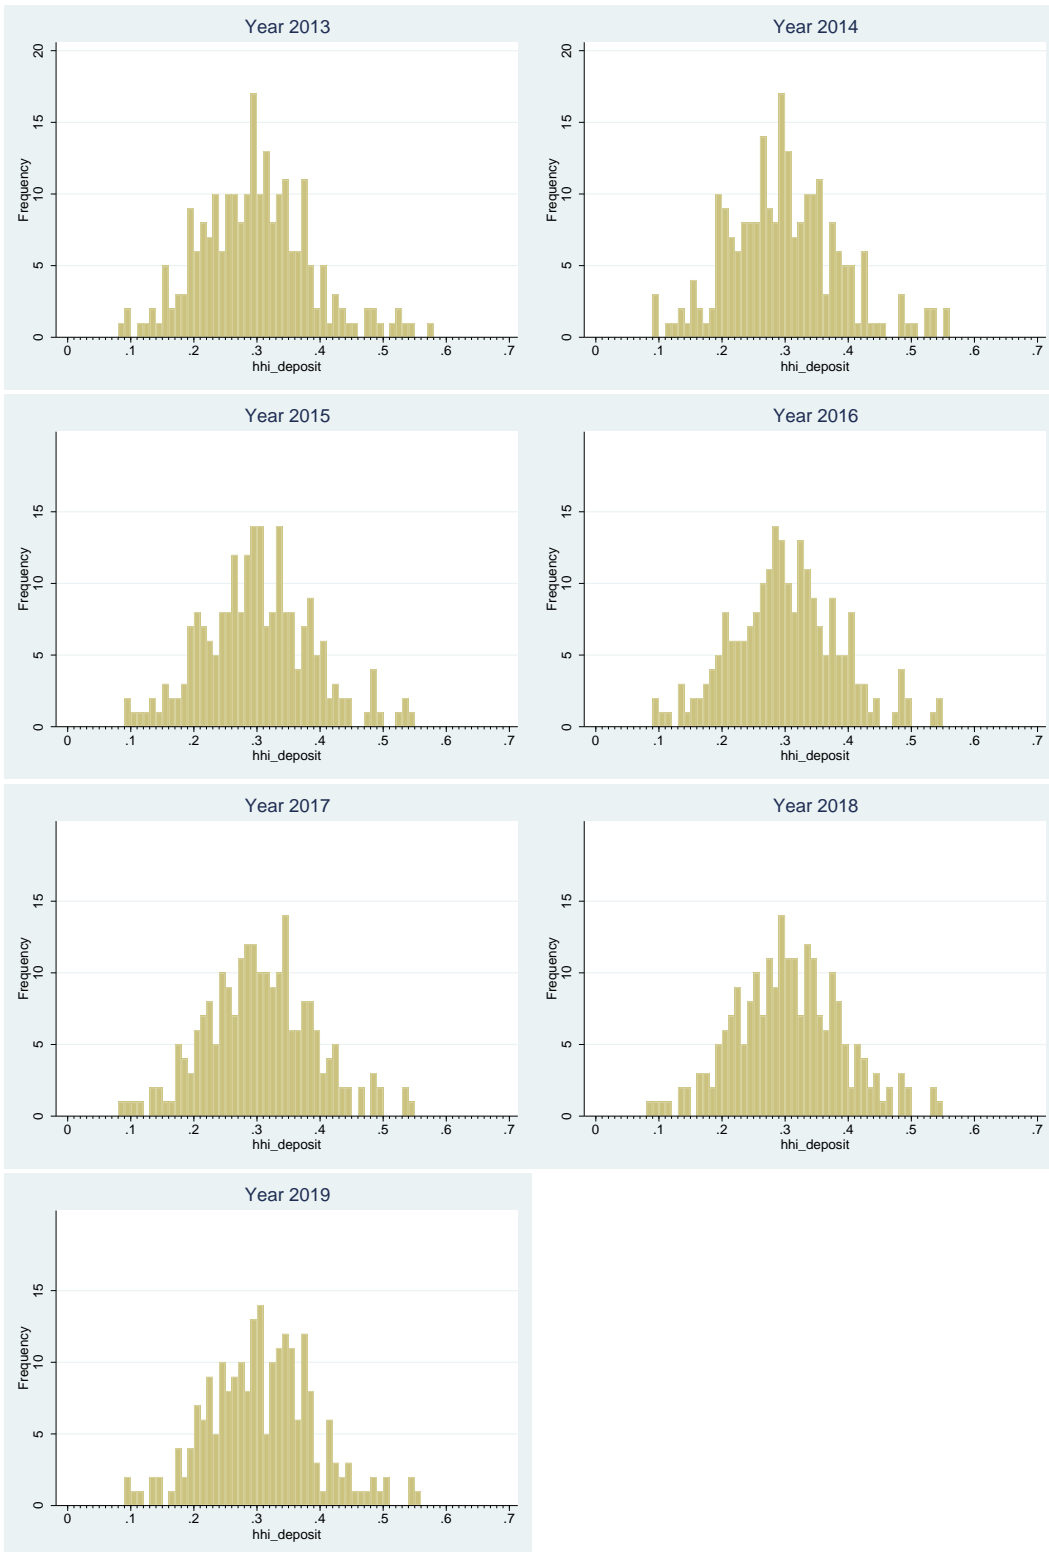 Year 2013
20
15
10
5
0
Frequency
0 .1 .2 .3 .4 .5 .6 .7
hhi_deposit
Year 2014
20
15
10
5
0
Frequency
0 .1 .2 .3 .4 .5 .6 .7
hhi_deposit
Year 2015
15
10
5
0
Frequency
0 .1 .2 .3 .4 .5 .6 .7
hhi_deposit
Year 2016
15
10
5
0
Frequency
0 .1 .2 .3 .4 .5 .6 .7
hhi_deposit
Year 2017
15
10
5
0
Frequency
0 .1 .2 .3 .4 .5 .6 .7
hhi_deposit
Year 2018
15
10
5
0
Frequency
0 .1 .2 .3 .4 .5 .6 .7
hhi_deposit
Year 2019
15
10
5
0
Frequency
0 .1 .2 .3 .4 .5 .6 .7
hhi_deposit